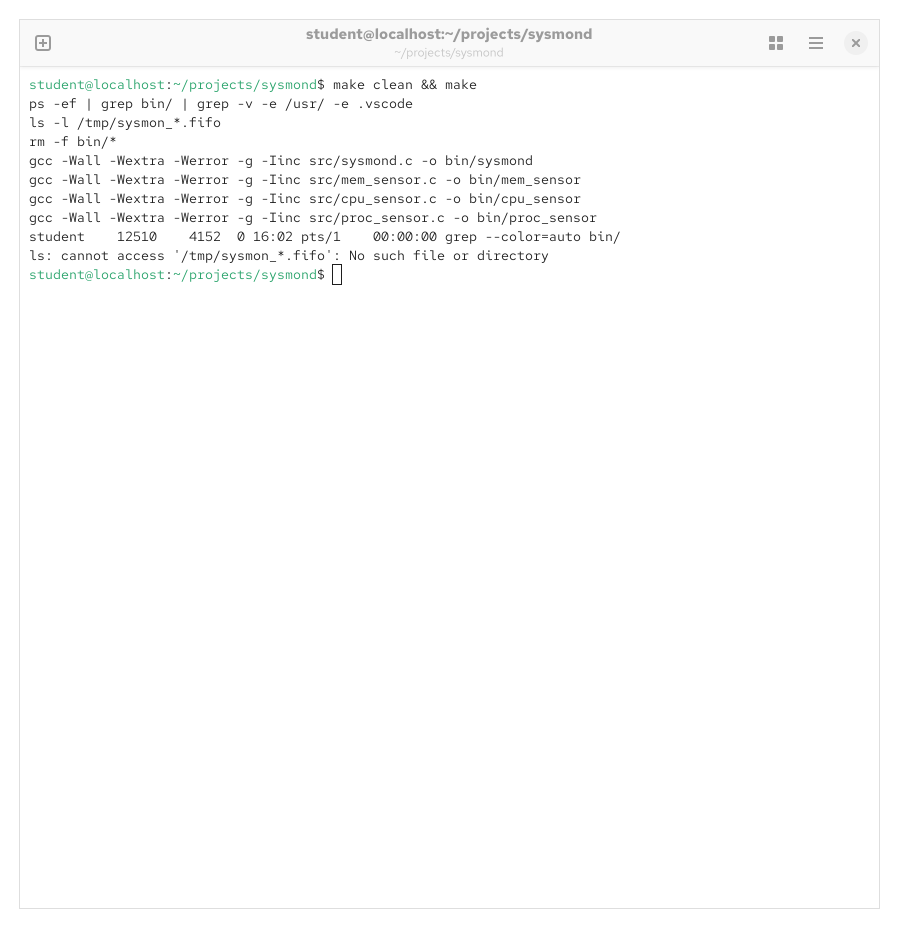 student@localhost:~/projects/sysmond
~/projects/sysmond
student@localhost:~/projects/sysmond$ make clean && make
ps -ef | grep bin/ | grep -v -e /usr/ -e .vscode
ls -l /tmp/sysmon_*.fifo
rm -f bin/*
gcc -Wall -Wextra -Werror -g -Iinc src/sysmond.c -o bin/sysmond
gcc -Wall -Wextra -Werror -g -Iinc src/mem_sensor.c -o bin/mem_sensor
gcc -Wall -Wextra -Werror -g -Iinc src/cpu_sensor.c -o bin/cpu_sensor
gcc -Wall -Wextra -Werror -g -Iinc src/proc_sensor.c -o bin/proc_sensor
student    12510    4152  0 16:02 pts/1    00:00:00 grep --color=auto bin/
ls: cannot access '/tmp/sysmon_*.fifo': No such file or directory
student@localhost:~/projects/sysmond$